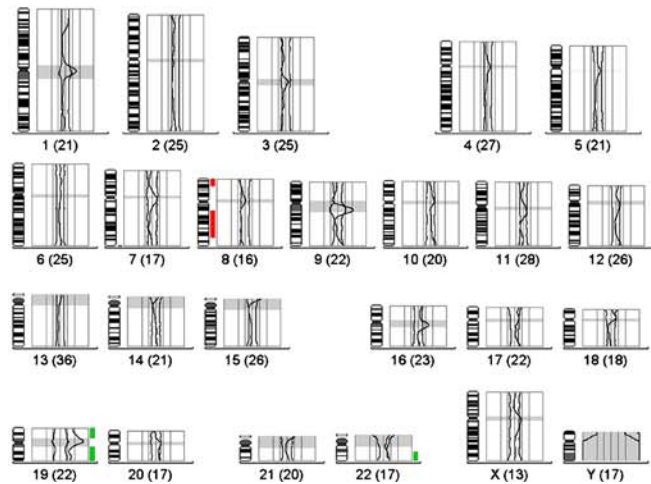 1 (21) 2 (25) 3 (25) 4 (27) 5 (21)
6 (25) 7 (17) 8 (16) 9 (22) 10 (20) 11 (28) 12 (26)
13 (36) 14 (21) 15 (26) 16 (23) 17 (22) 18 (18)
19 (22) 20 (17) 21 (20) 22 (17) X (13) Y (17)